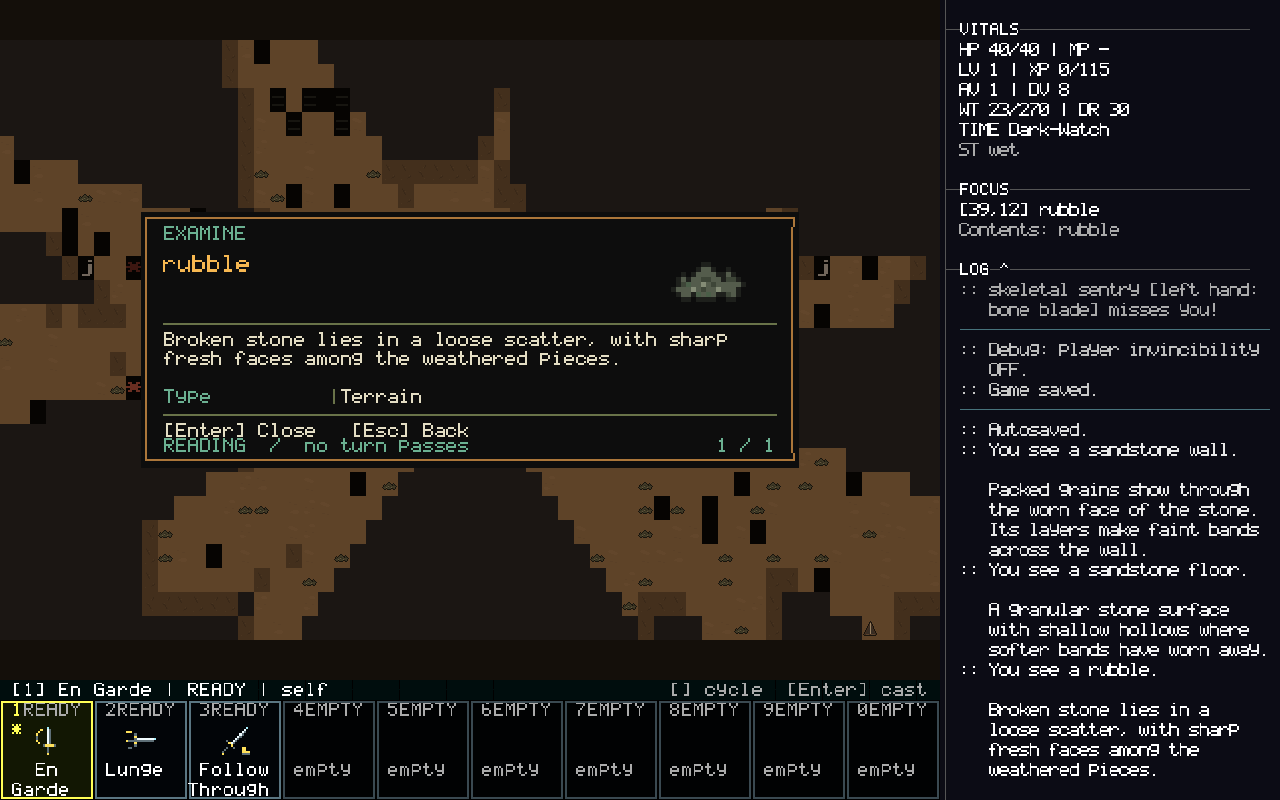 VITALS
HP 40/40 | MP -
LV 1 | XP 0/115
AV 1 | DV 8
WT 23/270 | DR 30
TIME Dark-Watch
ST wet
FOCUS
[39,12] rubble
Contents: rubble
LOG ^
:: skeletal sentry [left hand:
bone blade] misses you!
:: Debug: Player invincibility
OFF.
:: Game saved.
:: Autosaved.
:: You see a sandstone wall.
Packed grains show through
the worn face of the stone.
Its layers make faint bands
across the wall.
:: You see a sandstone floor.
A granular stone surface
with shallow hollows where
softer bands have worn away.
:: You see a rubble.
Broken stone lies in a
loose scatter, with sharp
fresh faces among the
weathered pieces.
j
j
EXAMINE
rubble
Broken stone lies in a loose scatter, with sharp
fresh faces among the weathered pieces.
Type | Terrain
[Enter] Close [Esc] Back
READING / no turn passes 1 / 1
[1] En Garde | READY | self [] cycle [Enter] cast
1READY 2READY 3READY 4EMPTY 5EMPTY 6EMPTY 7EMPTY 8EMPTY 9EMPTY 0EMPTY
*
En Garde
Lunge
Follow Through
empty empty empty empty empty empty empty